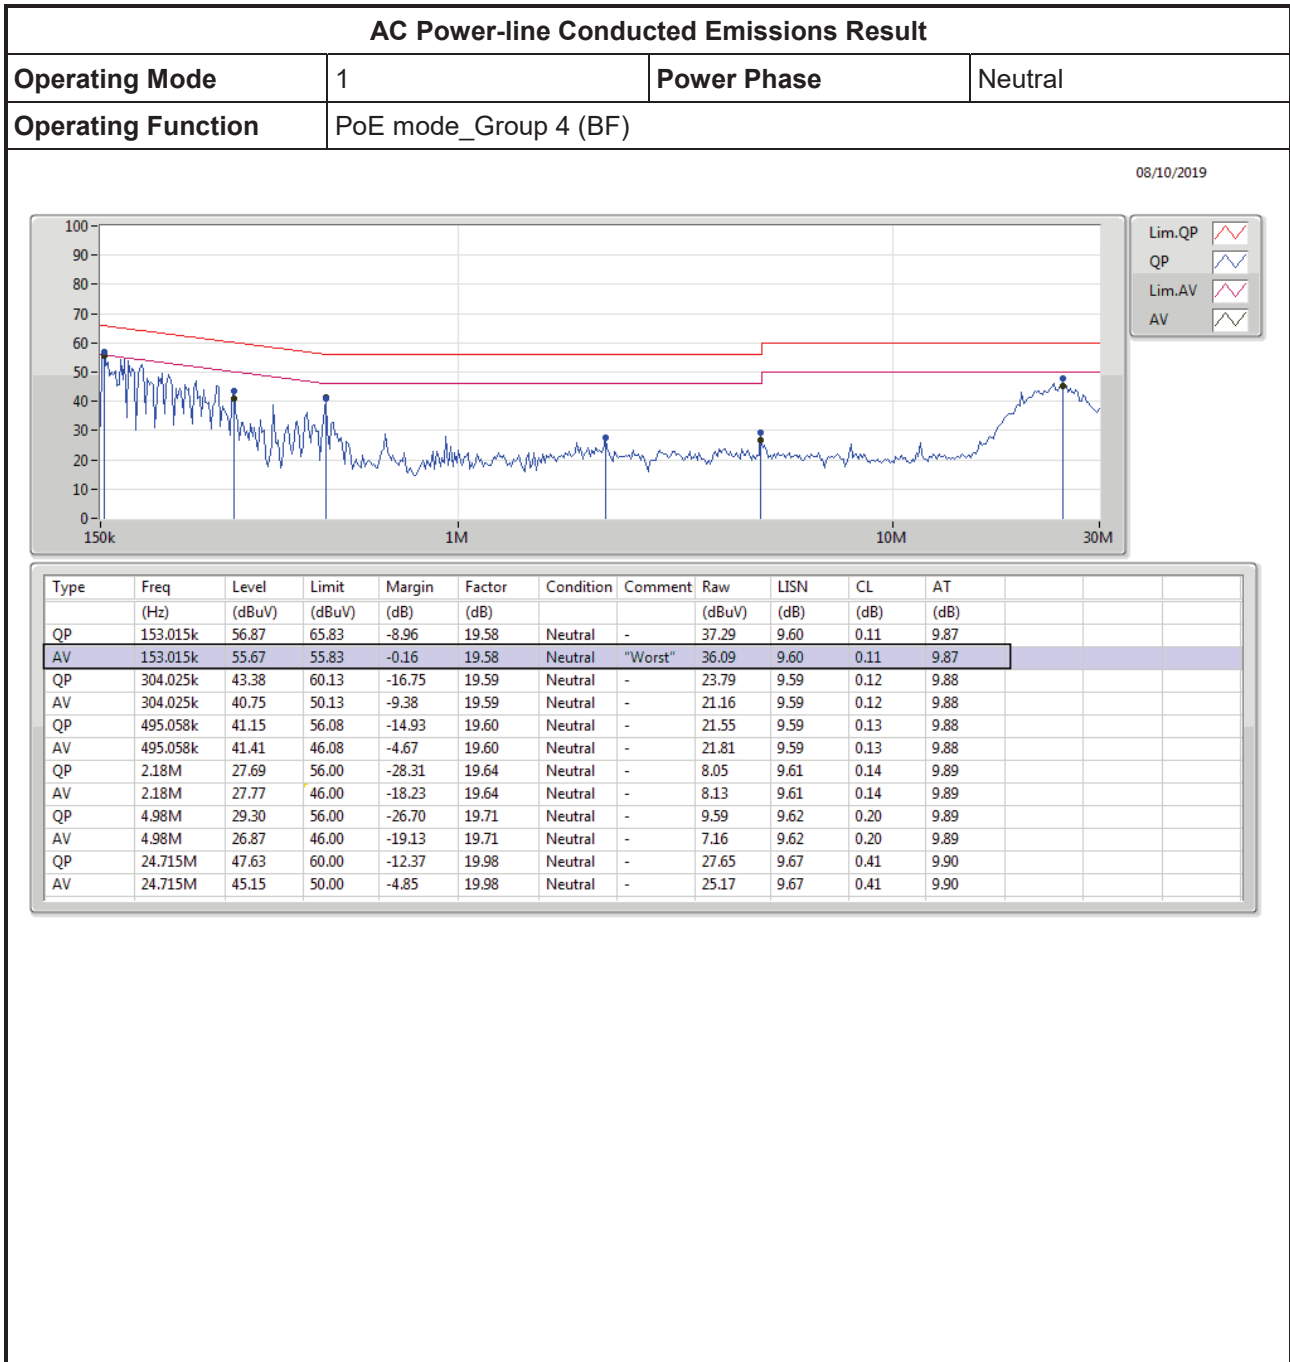 AC Power-line Conducted Emissions Result
Operating Mode 1 Power Phase Neutral
Operating Function PoE mode_Group 4 (BF)
08/10/2019
100
90
80
70
60
50
40
30
20
10
0
150k 1M 10M 30M
Lim.QP
QP
Lim.AV
AV
Type Freq Level Limit Margin Factor Condition Comment Raw LISN CL AT
(Hz) (dBuV) (dBuV) (dB) (dB) (dBuV) (dB) (dB) (dB)
QP 153.015k 56.87 65.83 -8.96 19.58 Neutral - 37.29 9.60 0.11 9.87
AV 153.015k 55.67 55.83 -0.16 19.58 Neutral "Worst" 36.09 9.60 0.11 9.87
QP 304.025k 43.38 60.13 -16.75 19.59 Neutral - 23.79 9.59 0.12 9.88
AV 304.025k 40.75 50.13 -9.38 19.59 Neutral - 21.16 9.59 0.12 9.88
QP 495.058k 41.15 56.08 -14.93 19.60 Neutral - 21.55 9.59 0.13 9.88
AV 495.058k 41.41 46.08 -4.67 19.60 Neutral - 21.81 9.59 0.13 9.88
QP 2.18M 27.69 56.00 -28.31 19.64 Neutral - 8.05 9.61 0.14 9.89
AV 2.18M 27.77 46.00 -18.23 19.64 Neutral - 8.13 9.61 0.14 9.89
QP 4.98M 29.30 56.00 -26.70 19.71 Neutral - 9.59 9.62 0.20 9.89
AV 4.98M 26.87 46.00 -19.13 19.71 Neutral - 7.16 9.62 0.20 9.89
QP 24.715M 47.63 60.00 -12.37 19.98 Neutral - 27.65 9.67 0.41 9.90
AV 24.715M 45.15 50.00 -4.85 19.98 Neutral - 25.17 9.67 0.41 9.90